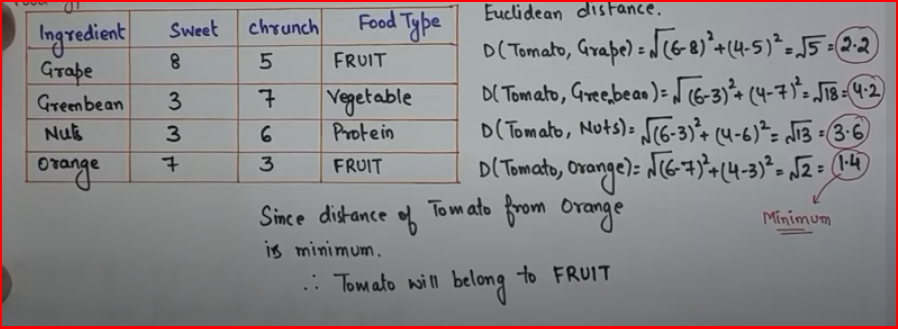 Ingredient Sweet chrunch Food Type
Grape 8 5 FRUIT
Greenbean 3 7 Vegetable
Nuts 3 6 Protein
Orange 7 3 FRUIT
Euclidean distance.
D(Tomato, Grape) = √(6-8)²+(4-5)² = √5 = 2.2
D(Tomato, Greenbean) = √(6-3)²+(4-7)² = √18 = 4.2
D(Tomato, Nuts) = √(6-3)²+(4-6)² = √13 = 3.6
D(Tomato, Orange) = √(6-7)²+(4-3)² = √2 = 1.4
Minimum
Since distance of Tomato from Orange
is minimum.
∴ Tomato will belong to FRUIT